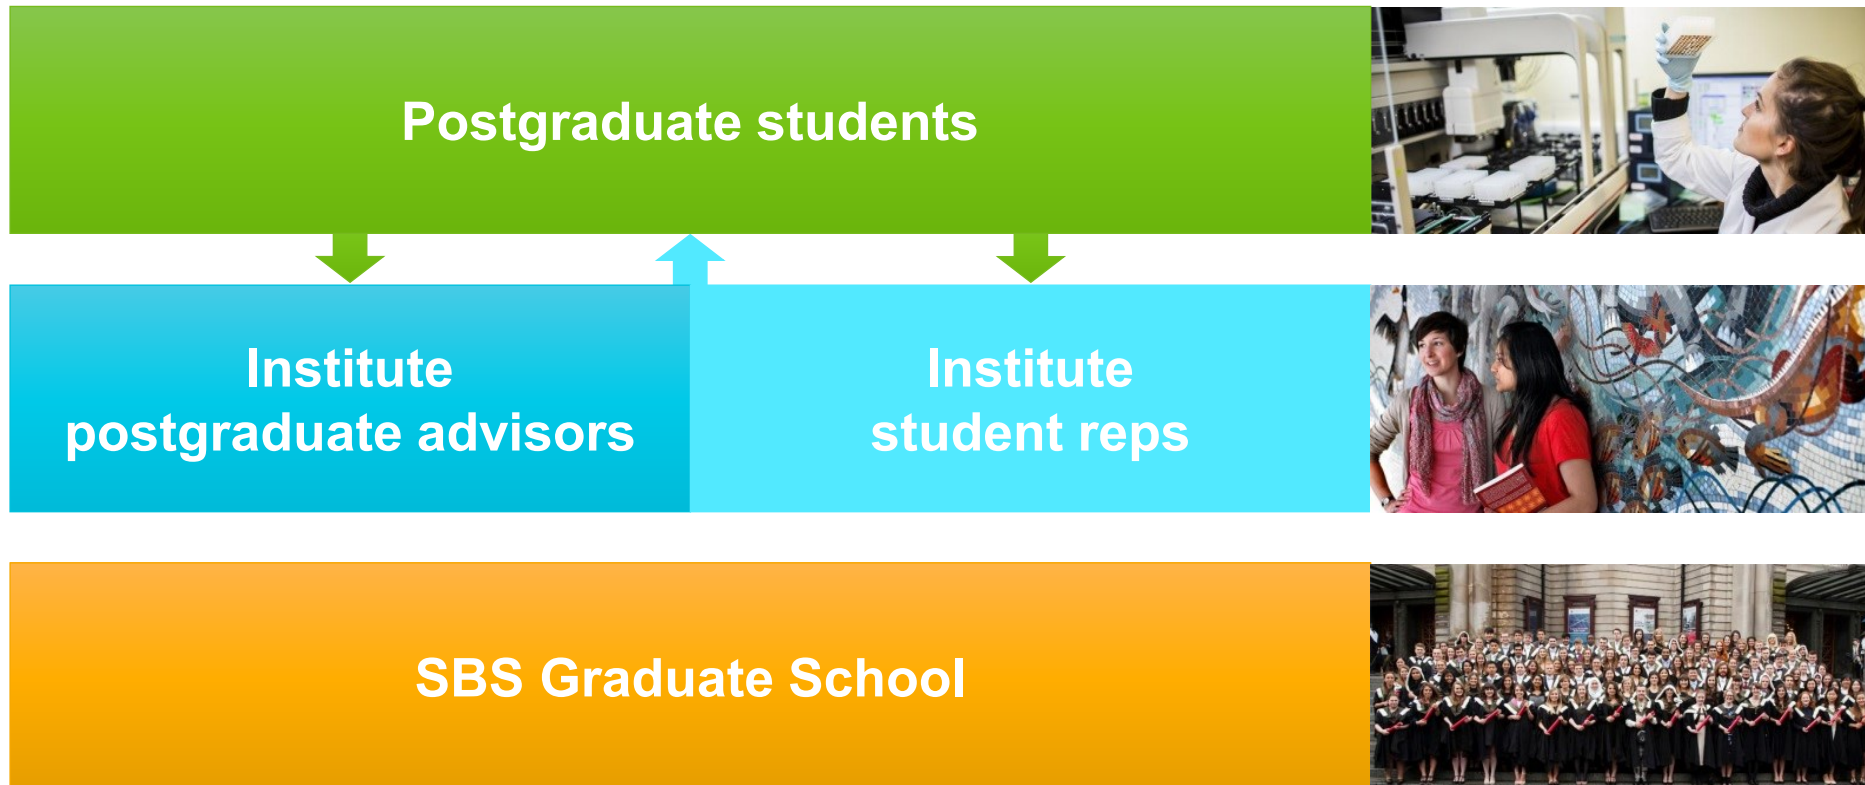 Postgraduate students
Institute
postgraduate advisors
Institute
student reps
SBS Graduate School